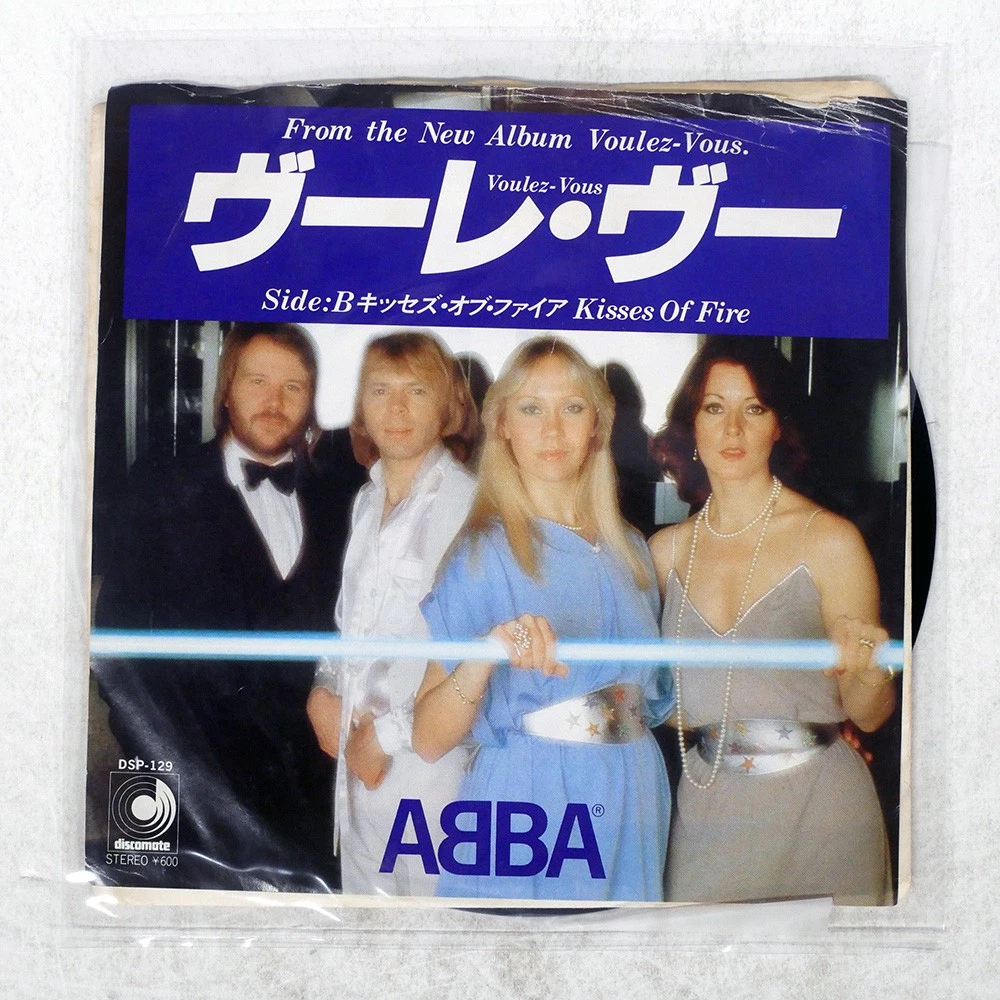 From the New Album Voulez-Vous.
Voulez-Vous
ヴーレ・ヴー
Side:B キッセズ・オブ・ファイア Kisses Of Fire
DSP-129
discomate
STEREO ¥600
ABBA®